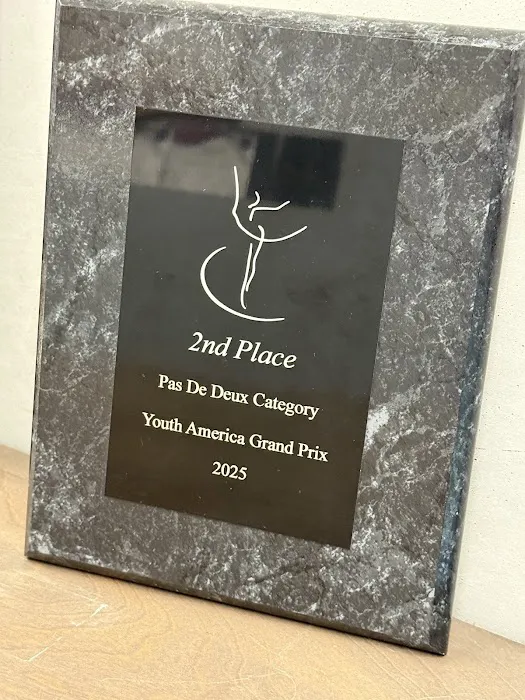 2nd Place
Pas De Deux Category
Youth America Grand Prix
2025